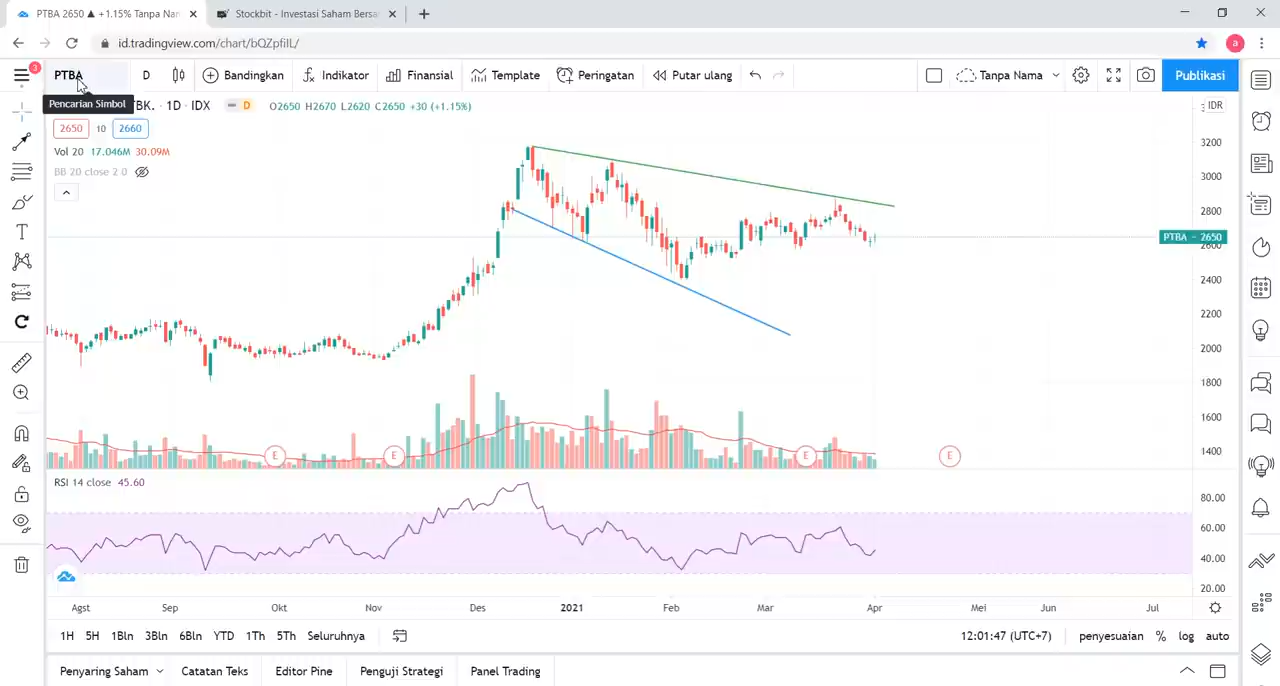 PTBA 2650 ▲ +1.15% Tanpa Nan
Stockbit - Investasi Saham Bersa
id.tradingview.com/chart/bQZpfilL/
a
3
PTBA
D
Bandingkan
Indikator
Finansial
Template
Peringatan
Putar ulang
Tanpa Nama
Publikasi
Pencarian Simbol
TBK. · 1D · IDX
D
O2650 H2670 L2620 C2650 +30 (+1.15%)
IDR
2650 10 2660
Vol 20 17.046M 30.09M
BB 20 close 2 0
3200
3000
2800
PTBA
2650
2600
2400
2200
2000
1800
1600
1400
E
E
E
E
RSI 14 close 45.60
80.00
60.00
40.00
20.00
Agst Sep Okt Nov Des 2021 Feb Mar Apr Mei Jun Jul
1H 5H 1Bln 3Bln 6Bln YTD 1Th 5Th Seluruhnya
12:01:47 (UTC+7)
penyesuaian % log auto
Penyaring Saham
Catatan Teks
Editor Pine
Penguji Strategi
Panel Trading